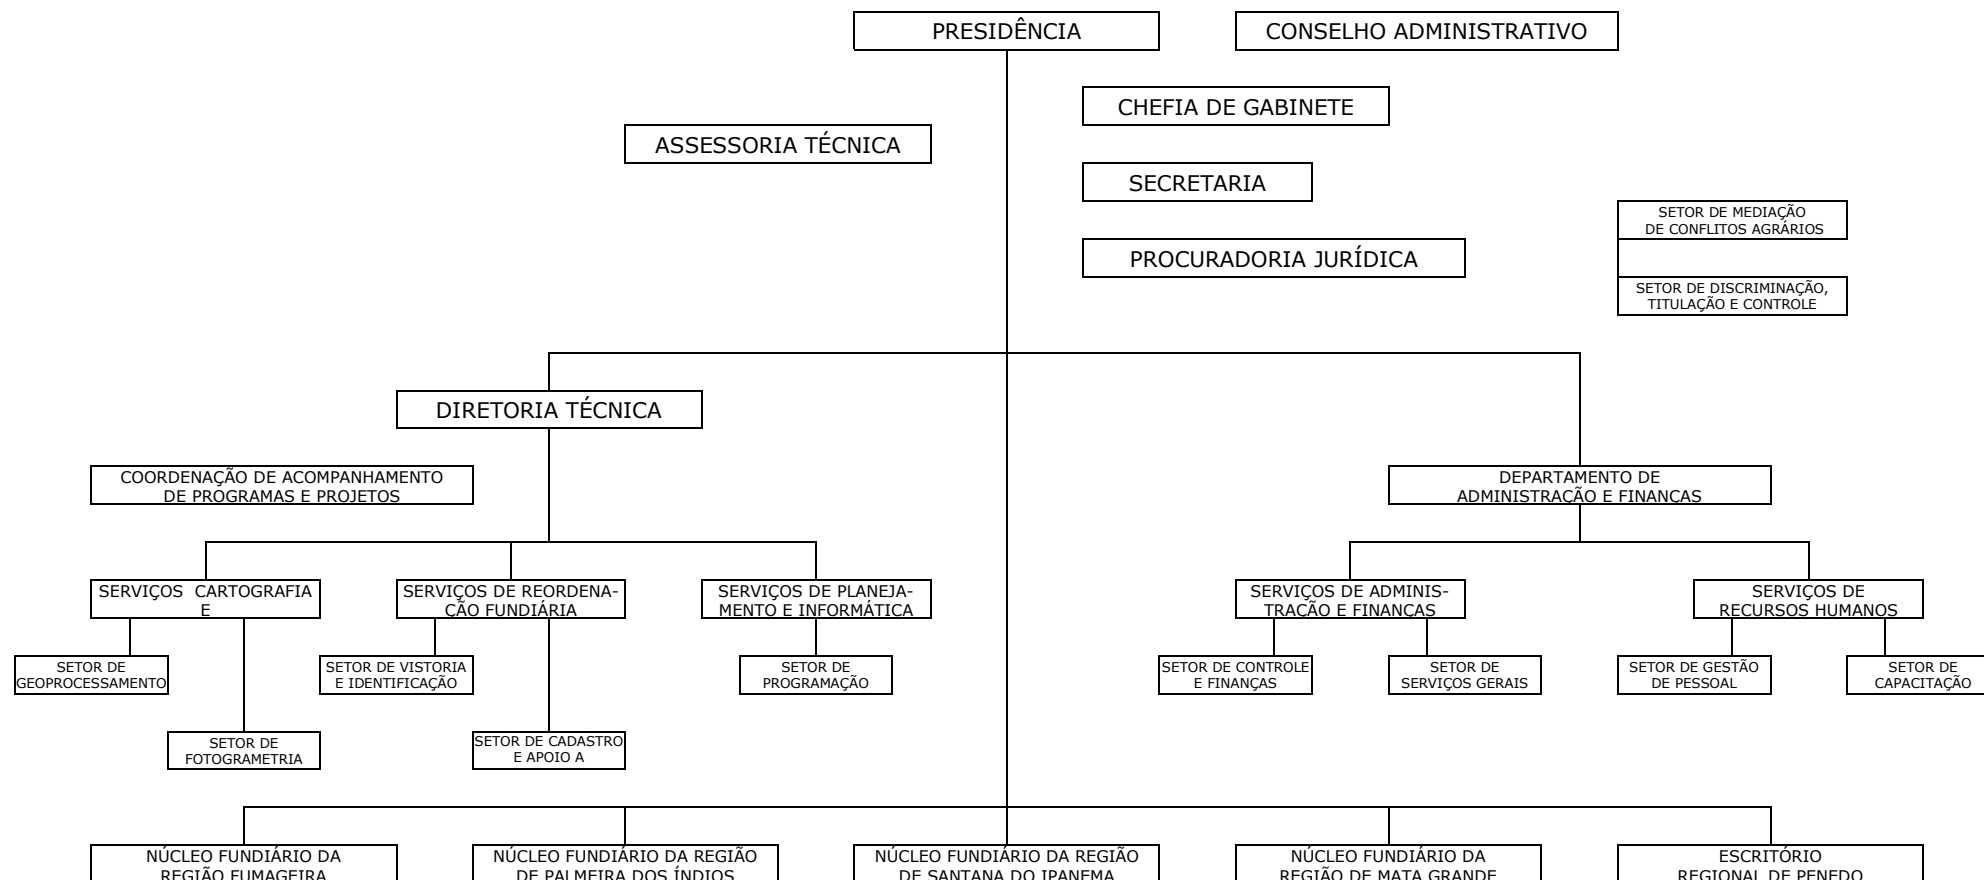 PRESIDÊNCIA
CONSELHO ADMINISTRATIVO
CHEFIA DE GABINETE
ASSESSORIA TÉCNICA
SECRETARIA
SETOR DE MEDIAÇÃO
DE CONFLITOS AGRÁRIOS
PROCURADORIA JURÍDICA
SETOR DE DISCRIMINAÇÃO,
TITULAÇÃO E CONTROLE
DIRETORIA TÉCNICA
COORDENAÇÃO DE ACOMPANHAMENTO
DE PROGRAMAS E PROJETOS
DEPARTAMENTO DE
ADMINISTRAÇÃO E FINANÇAS
SERVIÇOS  CARTOGRAFIA
E
SERVIÇOS DE REORDENA-
ÇÃO FUNDIÁRIA
SERVIÇOS DE PLANEJA-
MENTO E INFORMÁTICA
SERVIÇOS DE ADMINIS-
TRAÇÃO E FINANÇAS
SERVIÇOS DE
RECURSOS HUMANOS
SETOR DE
GEOPROCESSAMENTO
SETOR DE VISTORIA
E IDENTIFICAÇÃO
SETOR DE
PROGRAMAÇÃO
SETOR DE CONTROLE
E FINANÇAS
SETOR DE
SERVIÇOS GERAIS
SETOR DE GESTÃO
DE PESSOAL
SETOR DE
CAPACITAÇÃO
SETOR DE
FOTOGRAMETRIA
SETOR DE CADASTRO
E APOIO A
NÚCLEO FUNDIÁRIO DA
REGIÃO FUMAGEIRA
NÚCLEO FUNDIÁRIO DA REGIÃO
DE PALMEIRA DOS ÍNDIOS
NÚCLEO FUNDIÁRIO DA REGIÃO
DE SANTANA DO IPANEMA
NÚCLEO FUNDIÁRIO DA
REGIÃO DE MATA GRANDE
ESCRITÓRIO
REGIONAL DE PENEDO